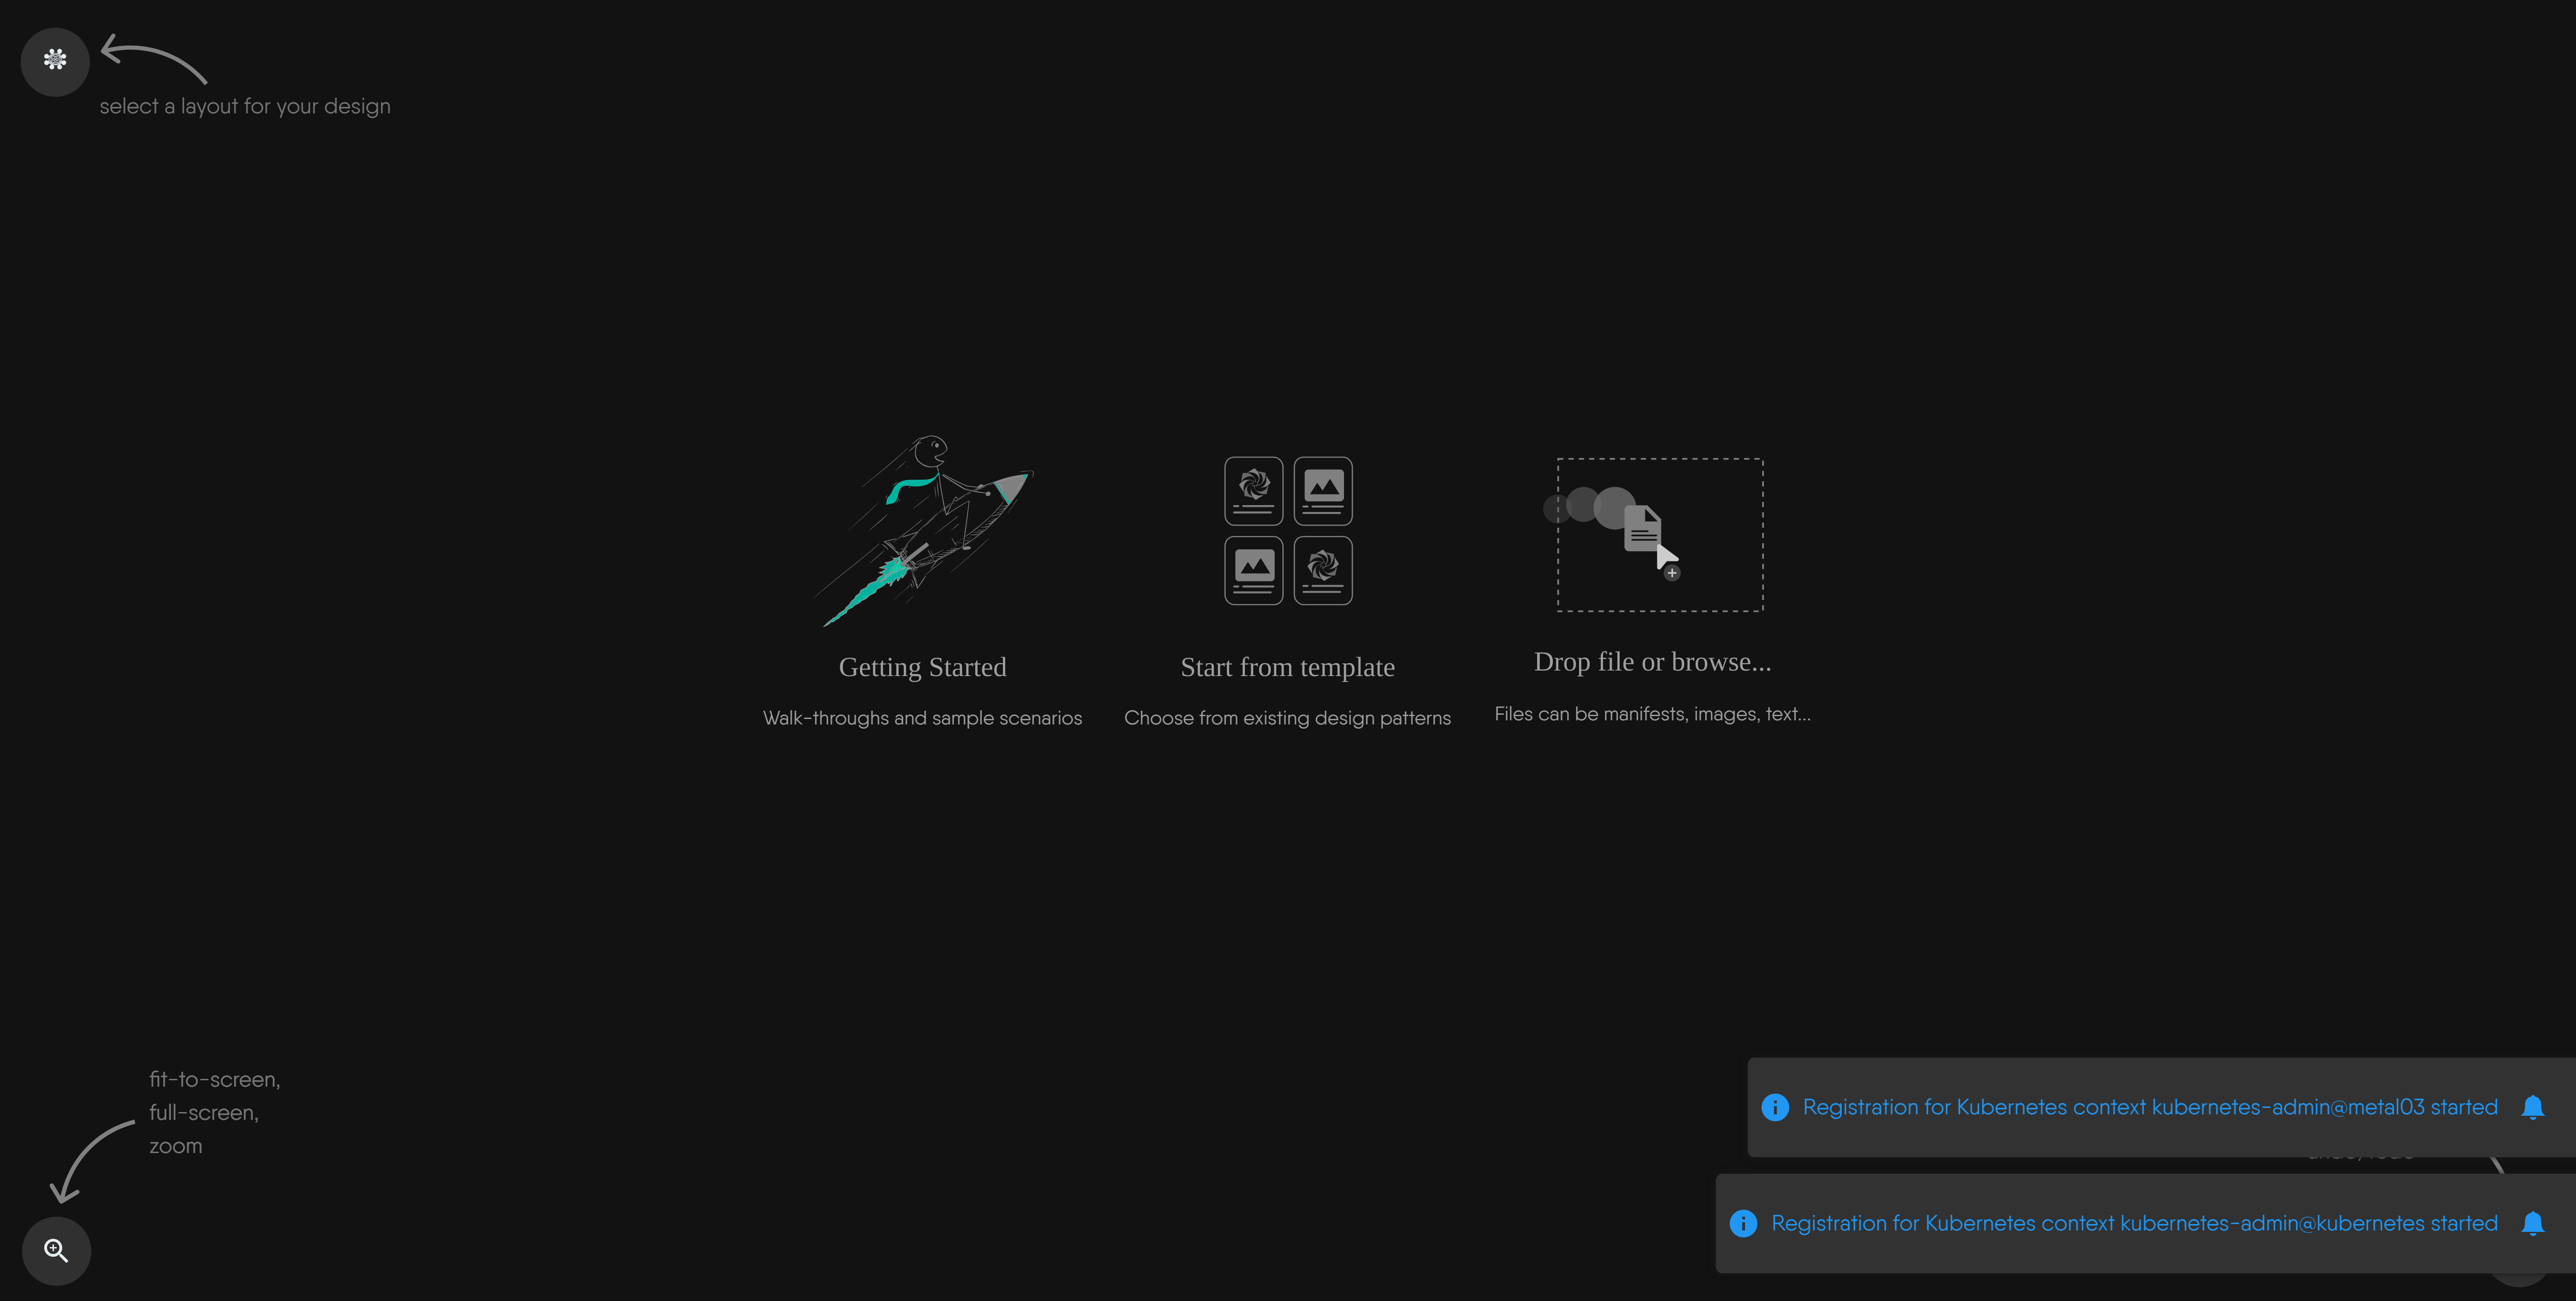 select a layout for your design
Getting Started
Start from template
Drop file or browse...
Walk-throughs and sample scenarios
Choose from existing design patterns
Files can be manifests, images, text...
fit-to-screen,
full-screen,
zoom
Registration for Kubernetes context kubernetes-admin@metal03 started
Registration for Kubernetes context kubernetes-admin@kubernetes started